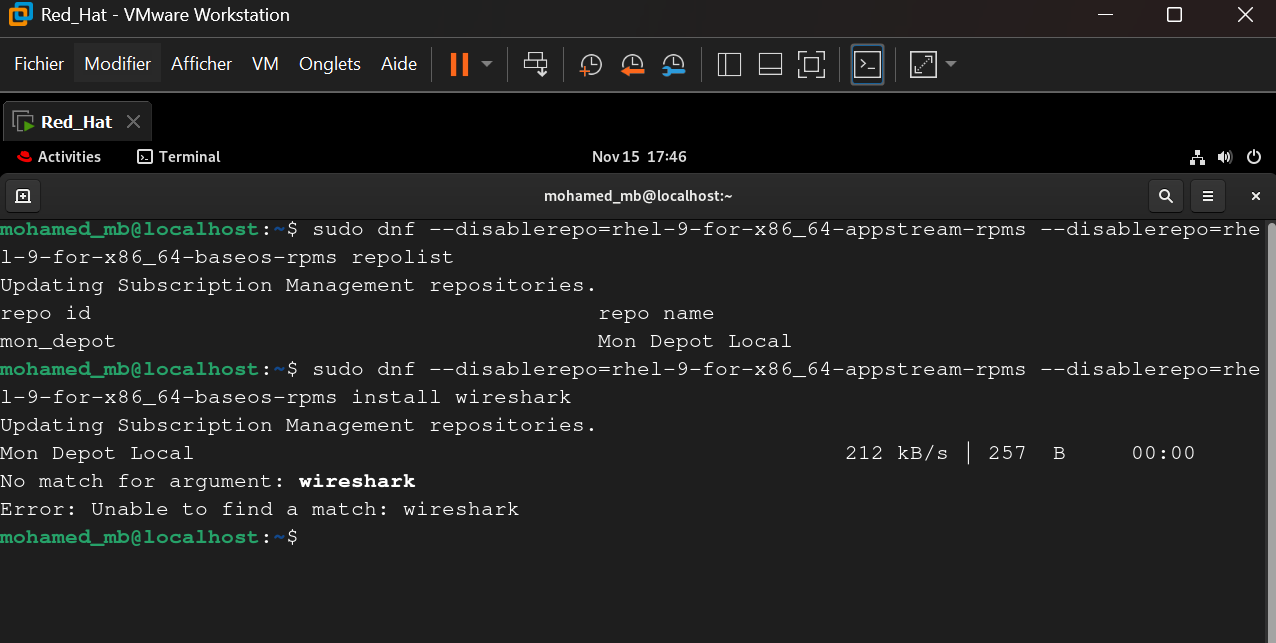 Red_Hat - VMware Workstation
Fichier Modifier Afficher VM Onglets Aide
Red_Hat
Activities Terminal Nov 15 17:46
mohamed_mb@localhost:~
mohamed_mb@localhost:~$ sudo dnf --disablerepo=rhel-9-for-x86_64-appstream-rpms --disablerepo=rhe
l-9-for-x86_64-baseos-rpms repolist
Updating Subscription Management repositories.
repo id repo name
mon_depot Mon Depot Local
mohamed_mb@localhost:~$ sudo dnf --disablerepo=rhel-9-for-x86_64-appstream-rpms --disablerepo=rhe
l-9-for-x86_64-baseos-rpms install wireshark
Updating Subscription Management repositories.
Mon Depot Local 212 kB/s | 257 B 00:00
No match for argument: wireshark
Error: Unable to find a match: wireshark
mohamed_mb@localhost:~$